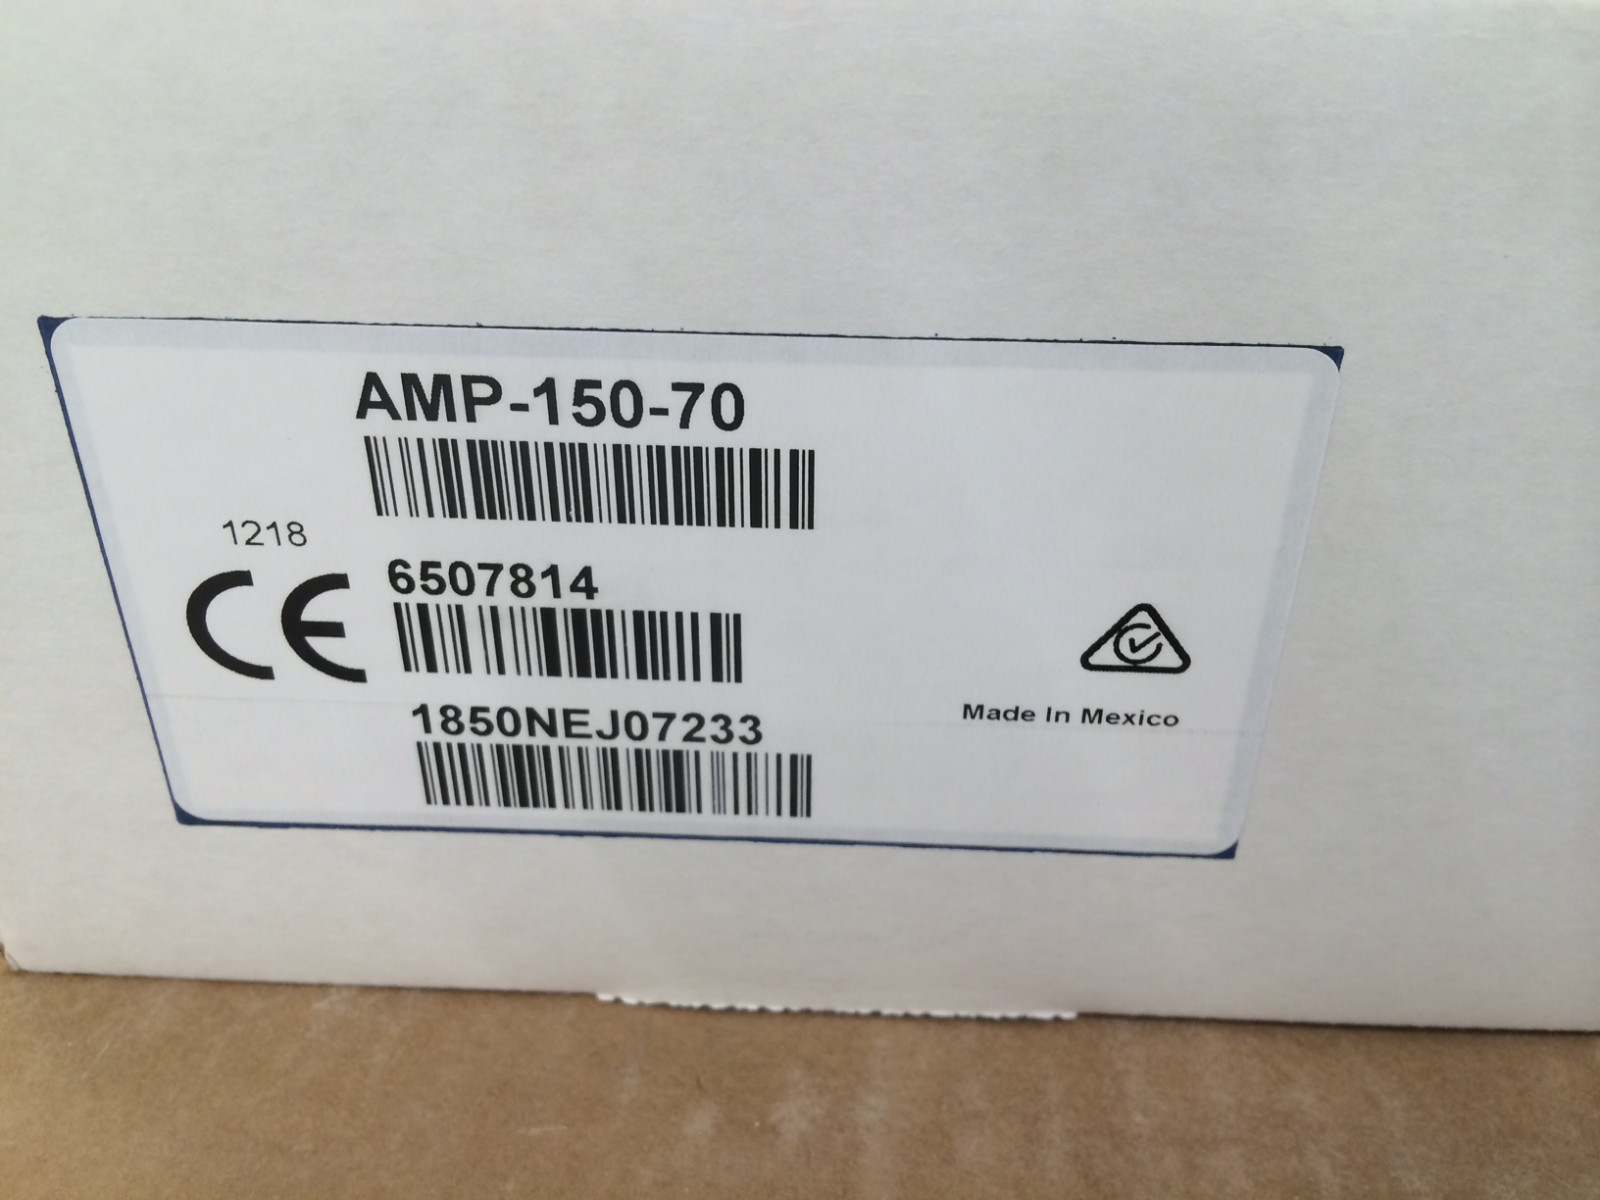 AMP-150-70
1218
CE
6507814
1850NEJ07233
Made In Mexico